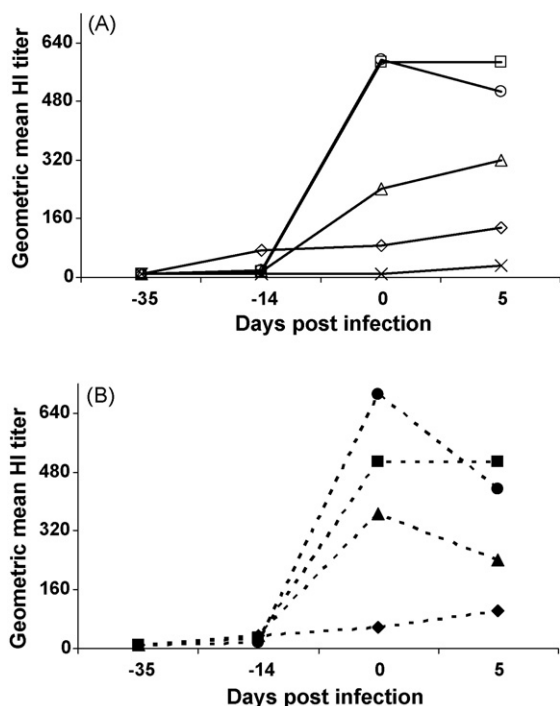 (A)
Geometric mean HI titer
640
480
320
160
0
-35 -14 0 5
Days post infection
(B)
Geometric mean HI titer
640
480
320
160
0
-35 -14 0 5
Days post infection